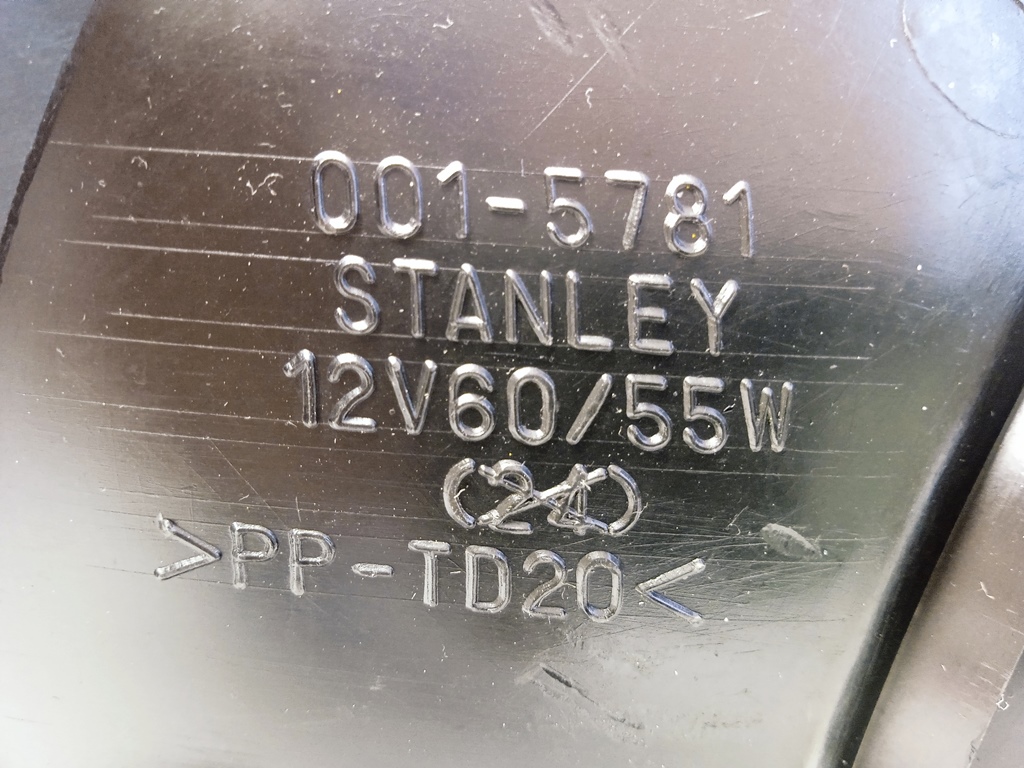 001-5781
STANLEY
12V60/55W
(24)
>PP-TD20<